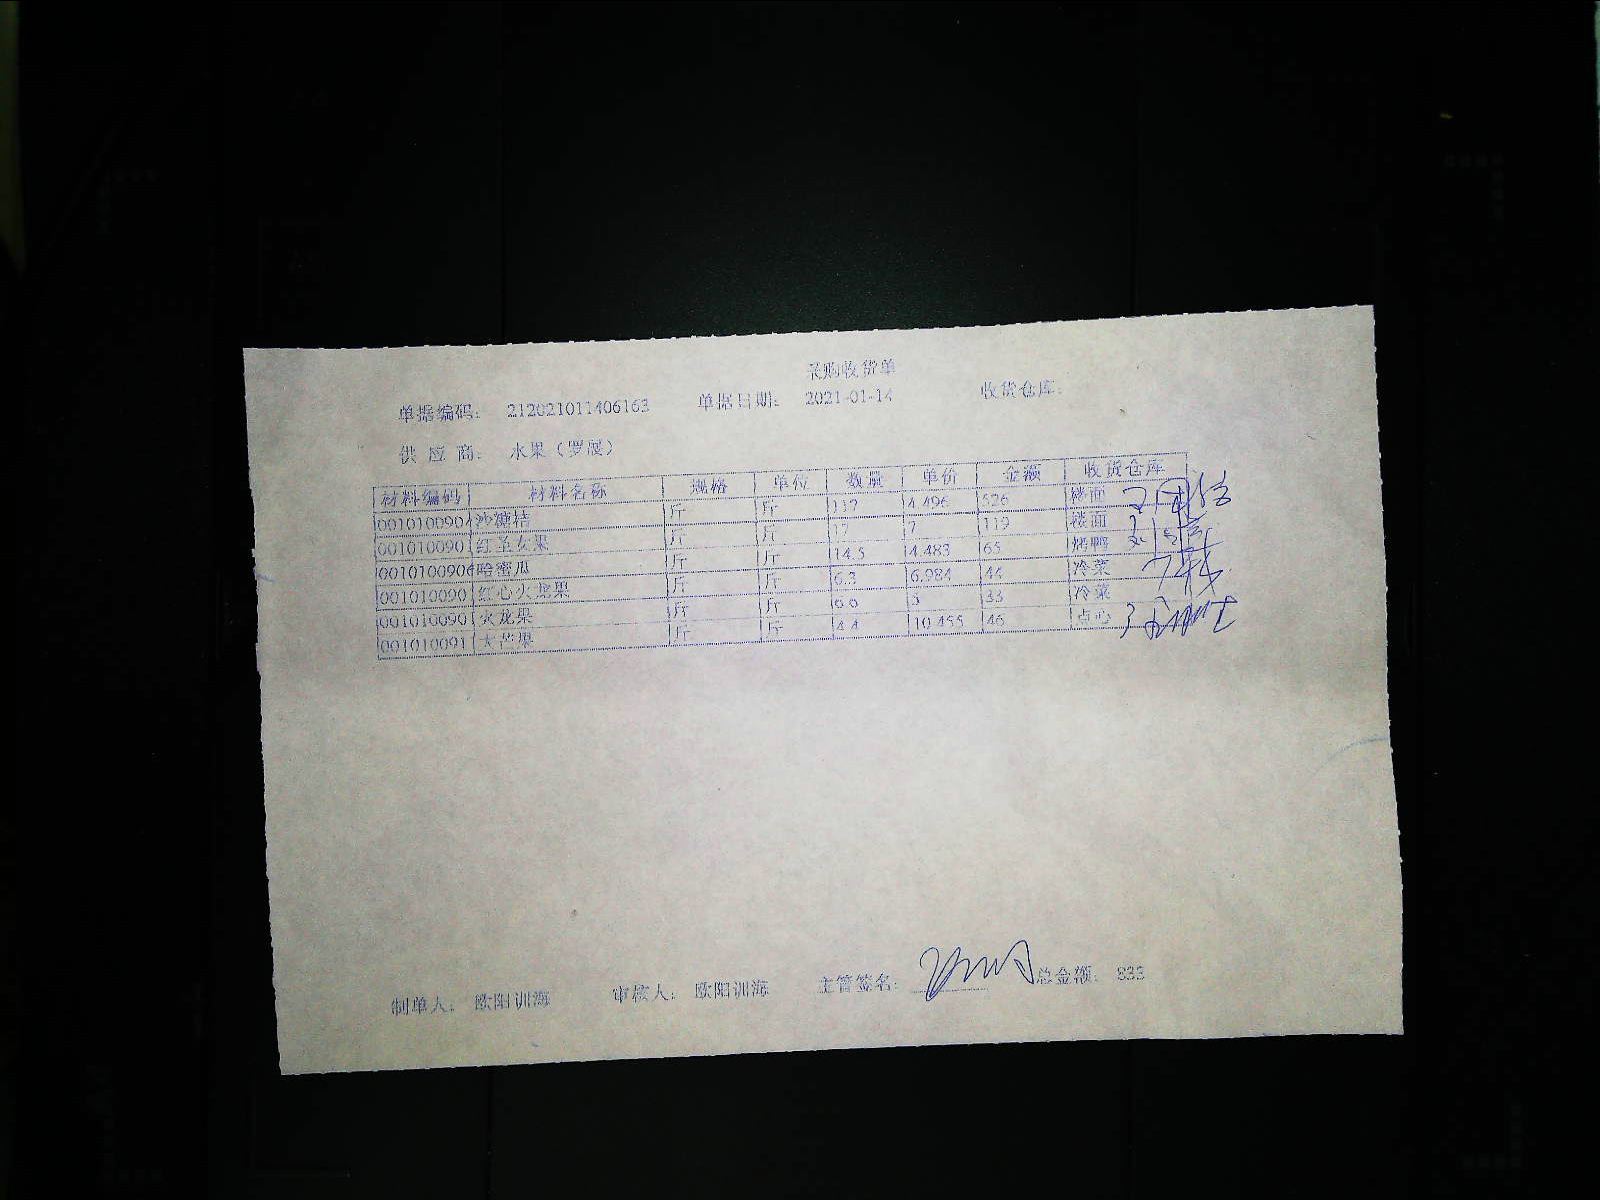 采购收货单
单据编码: 212021011406163 单据日期: 2021-01-14 收货仓库:
供 应 商: 水果（罗展）
材料编码 材料名称 规格 单位 数量 单价 金额 收货仓库
0010100904 沙糖桔 斤 斤 117 4.496 526 楼面
001010090 红圣女果 斤 斤 17 7 119 楼面
0010100906 哈蜜瓜 斤 斤 14.5 4.483 65 烤鸭
001010090 红心火龙果 斤 斤 6.3 6.984 44 冷菜
001010090 火龙果 斤 斤 6.6 5 33 冷菜
001010091 大芒果 斤 斤 4.4 10.455 46 点心
制单人: 欧阳训海 审核人: 欧阳训海 主管签名: 总金额: 833